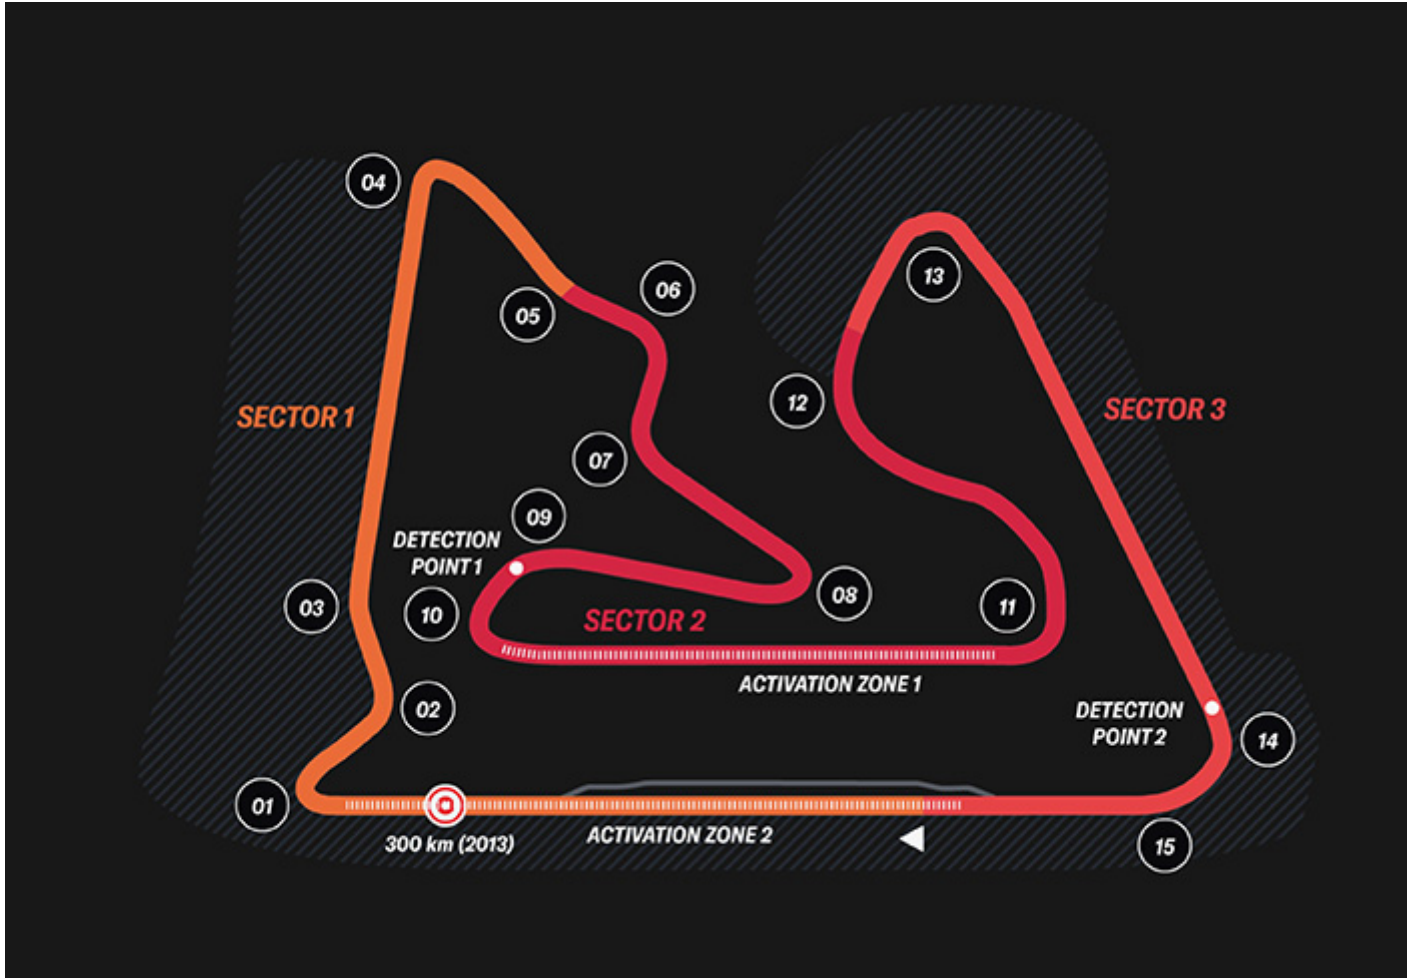 04
06
13
05
12
SECTOR 1
SECTOR 3
07
09
DETECTION
POINT 1
08
03
10
11
SECTOR 2
ACTIVATION ZONE 1
02
DETECTION
POINT 2
14
01
300 km (2013)
ACTIVATION ZONE 2
15